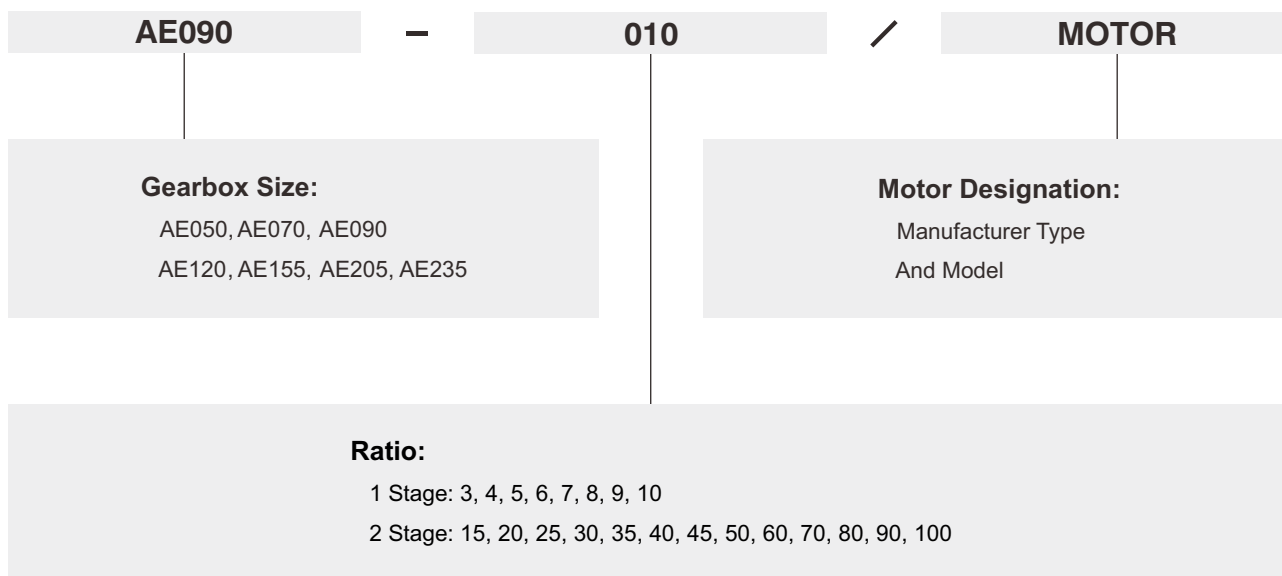 AE090 – 010 / MOTOR
Gearbox Size:
AE050, AE070, AE090
AE120, AE155, AE205, AE235
Motor Designation:
Manufacturer Type
And Model
Ratio:
1 Stage: 3, 4, 5, 6, 7, 8, 9, 10
2 Stage: 15, 20, 25, 30, 35, 40, 45, 50, 60, 70, 80, 90, 100